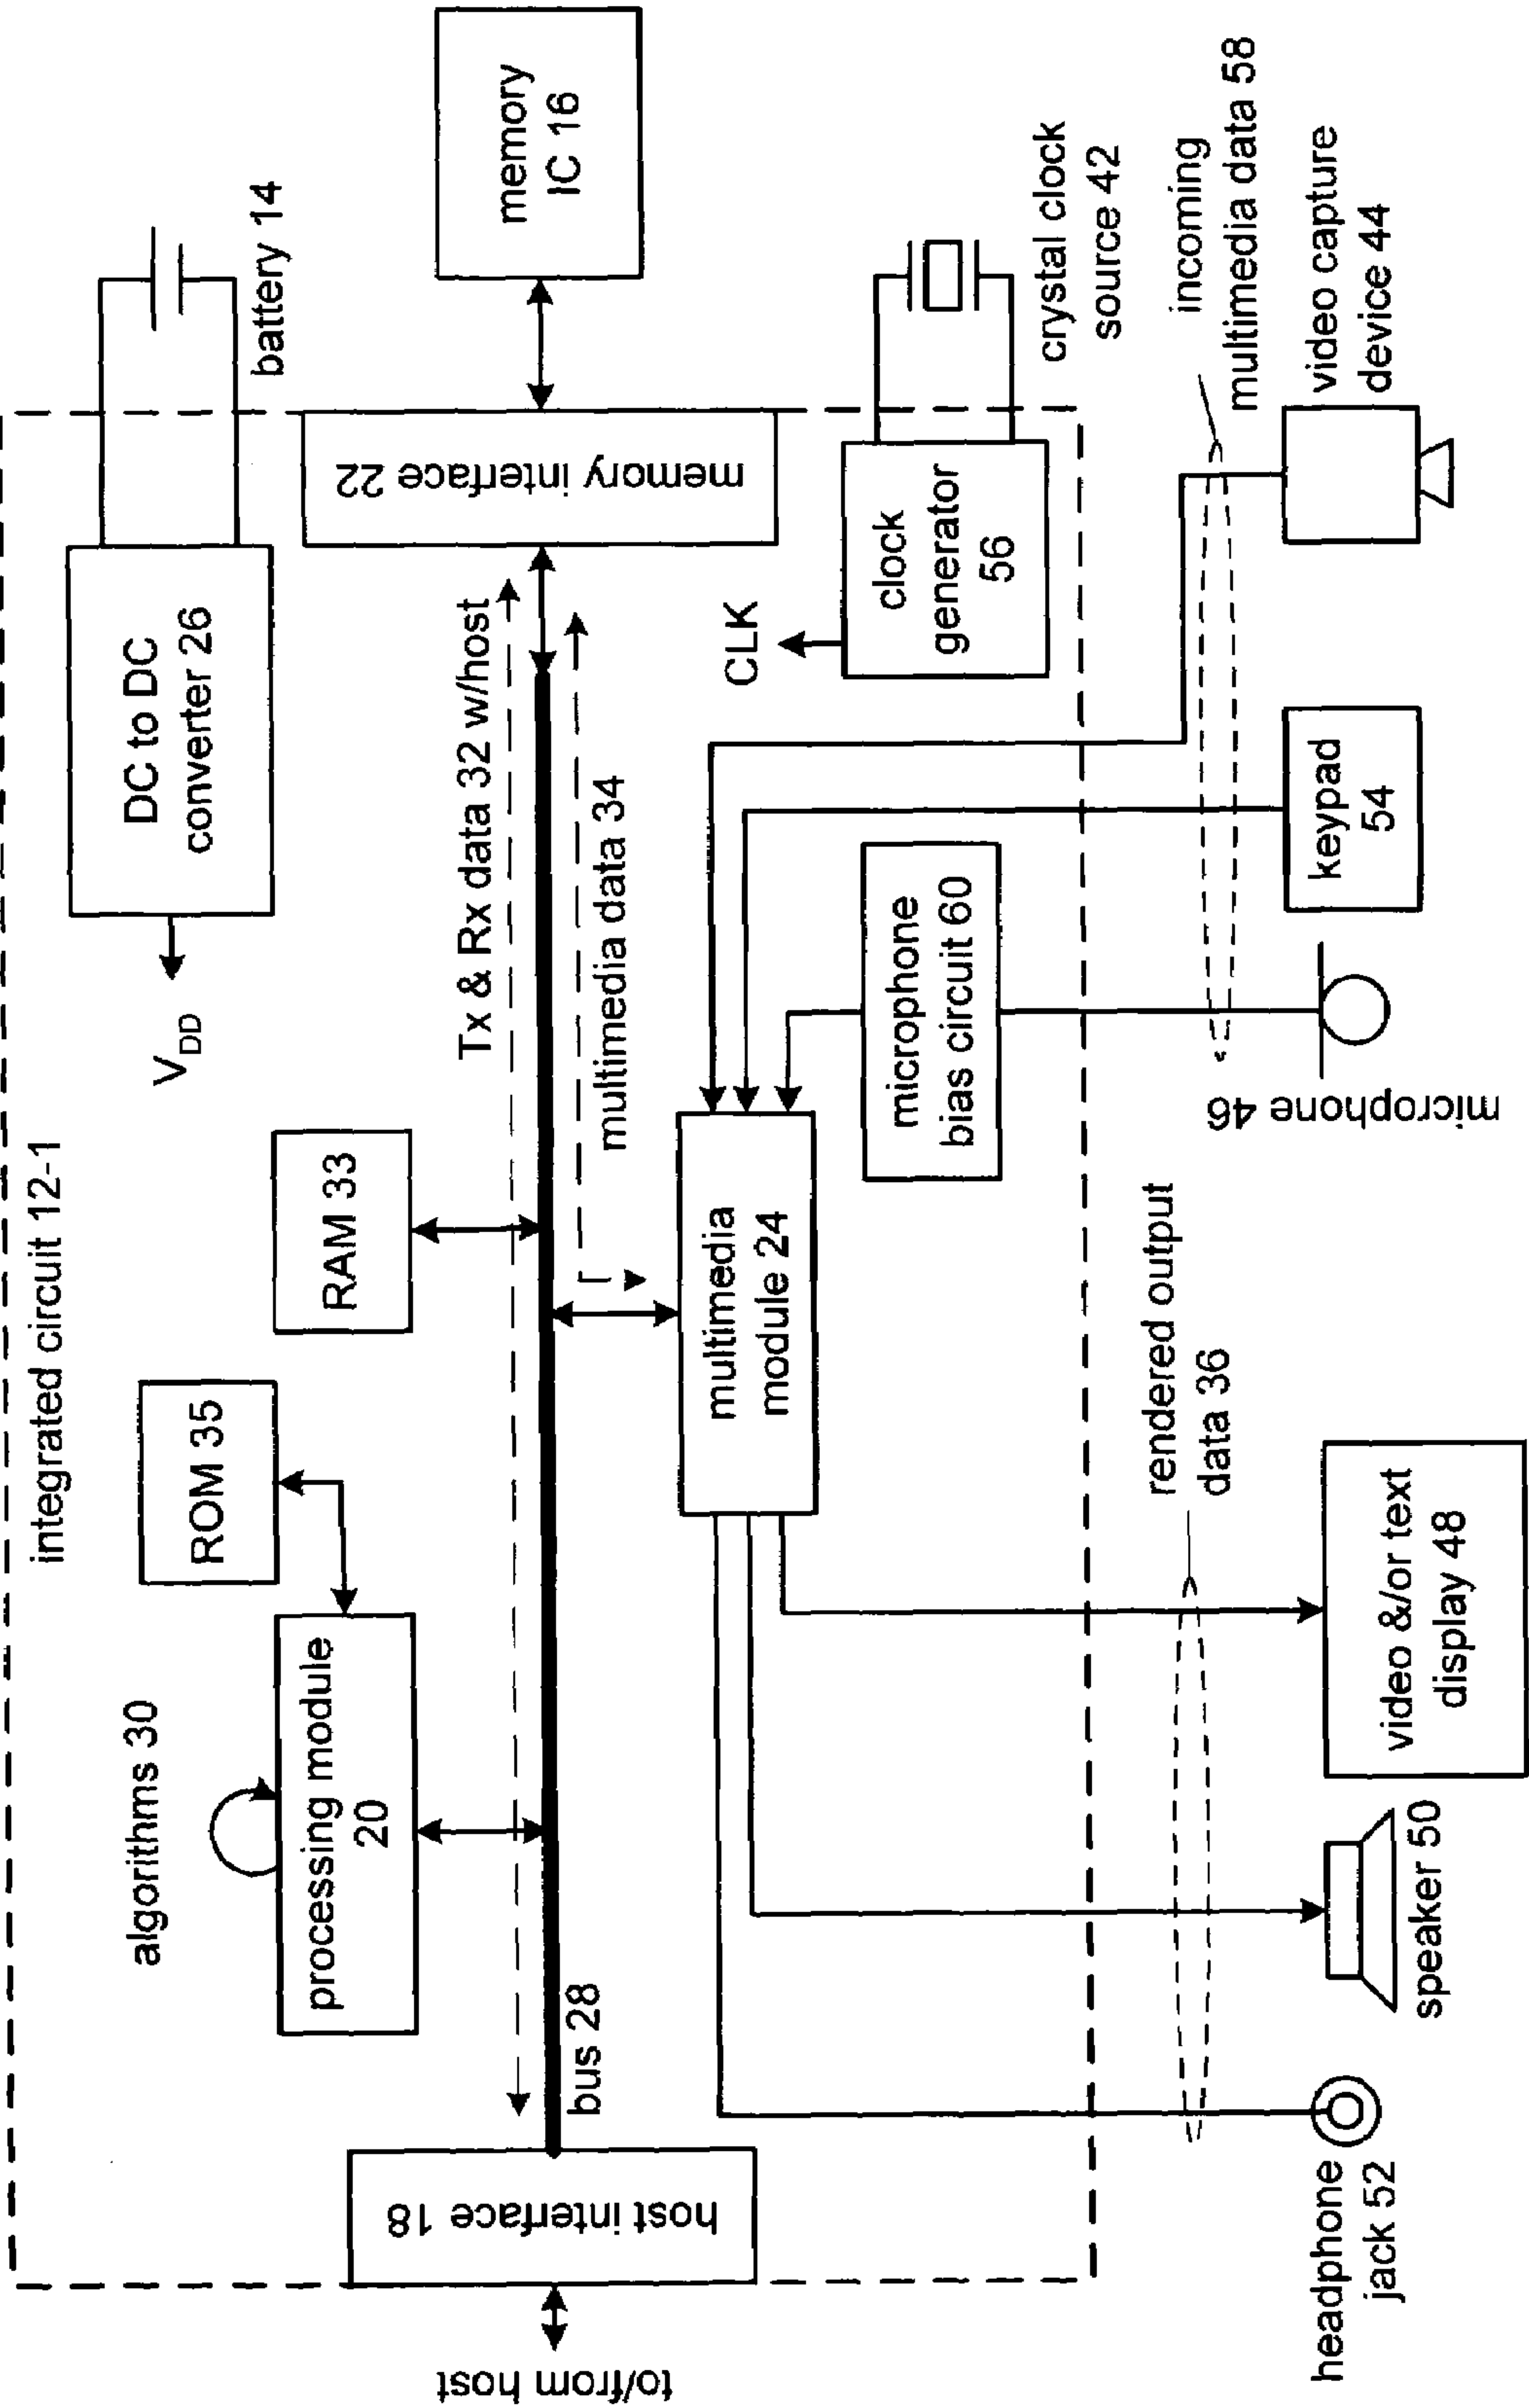 integrated circuit 12-1
DC to DC
converter 26
V_DD
battery 14
algorithms 30
processing module
20
ROM 35
RAM 33
Tx & Rx data 32 w/host
memory interface 22
memory
IC 16
to/from host
host interface 18
bus 28
multimedia data 34
multimedia
module 24
microphone
bias circuit 60
CLK
clock
generator
56
crystal clock
source 42
rendered output
data 36
incoming
multimedia data 58
headphone
jack 52
speaker 50
video &/or text
display 48
microphone 46
keypad
54
video capture
device 44